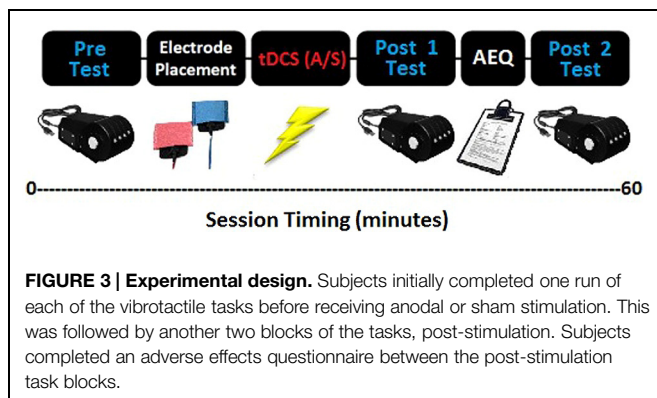 Pre Test
Electrode Placement
tDCS (A/S)
Post 1 Test
AEQ
Post 2 Test
0------------------------------------------------------------60
Session Timing (minutes)
FIGURE 3 | Experimental design. Subjects initially completed one run of
each of the vibrotactile tasks before receiving anodal or sham stimulation. This
was followed by another two blocks of the tasks, post-stimulation. Subjects
completed an adverse effects questionnaire between the post-stimulation
task blocks.